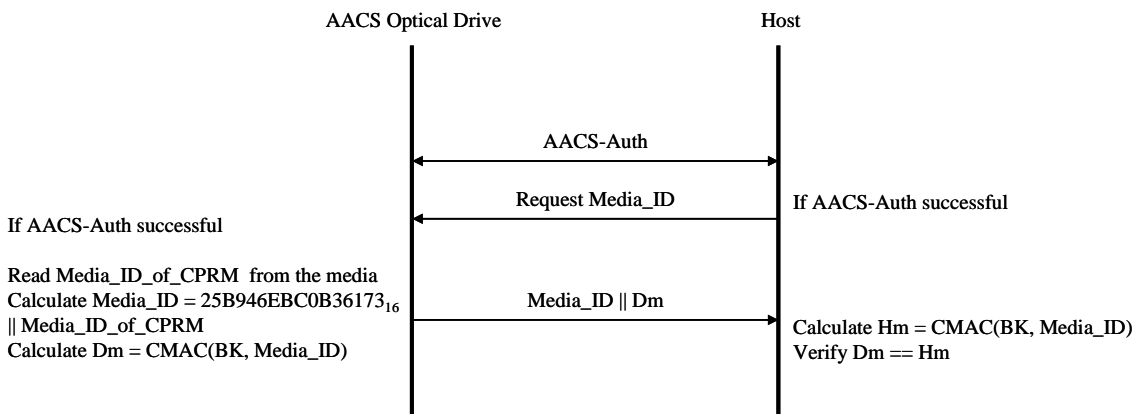 AACS Optical Drive
Host
AACS-Auth
Request Media_ID
If AACS-Auth successful
If AACS-Auth successful
Read Media_ID_of_CPRM from the media
Calculate Media_ID = 25B946EBC0B36173₁₆
|| Media_ID_of_CPRM
Calculate Dm = CMAC(BK, Media_ID)
Media_ID || Dm
Calculate Hm = CMAC(BK, Media_ID)
Verify Dm == Hm